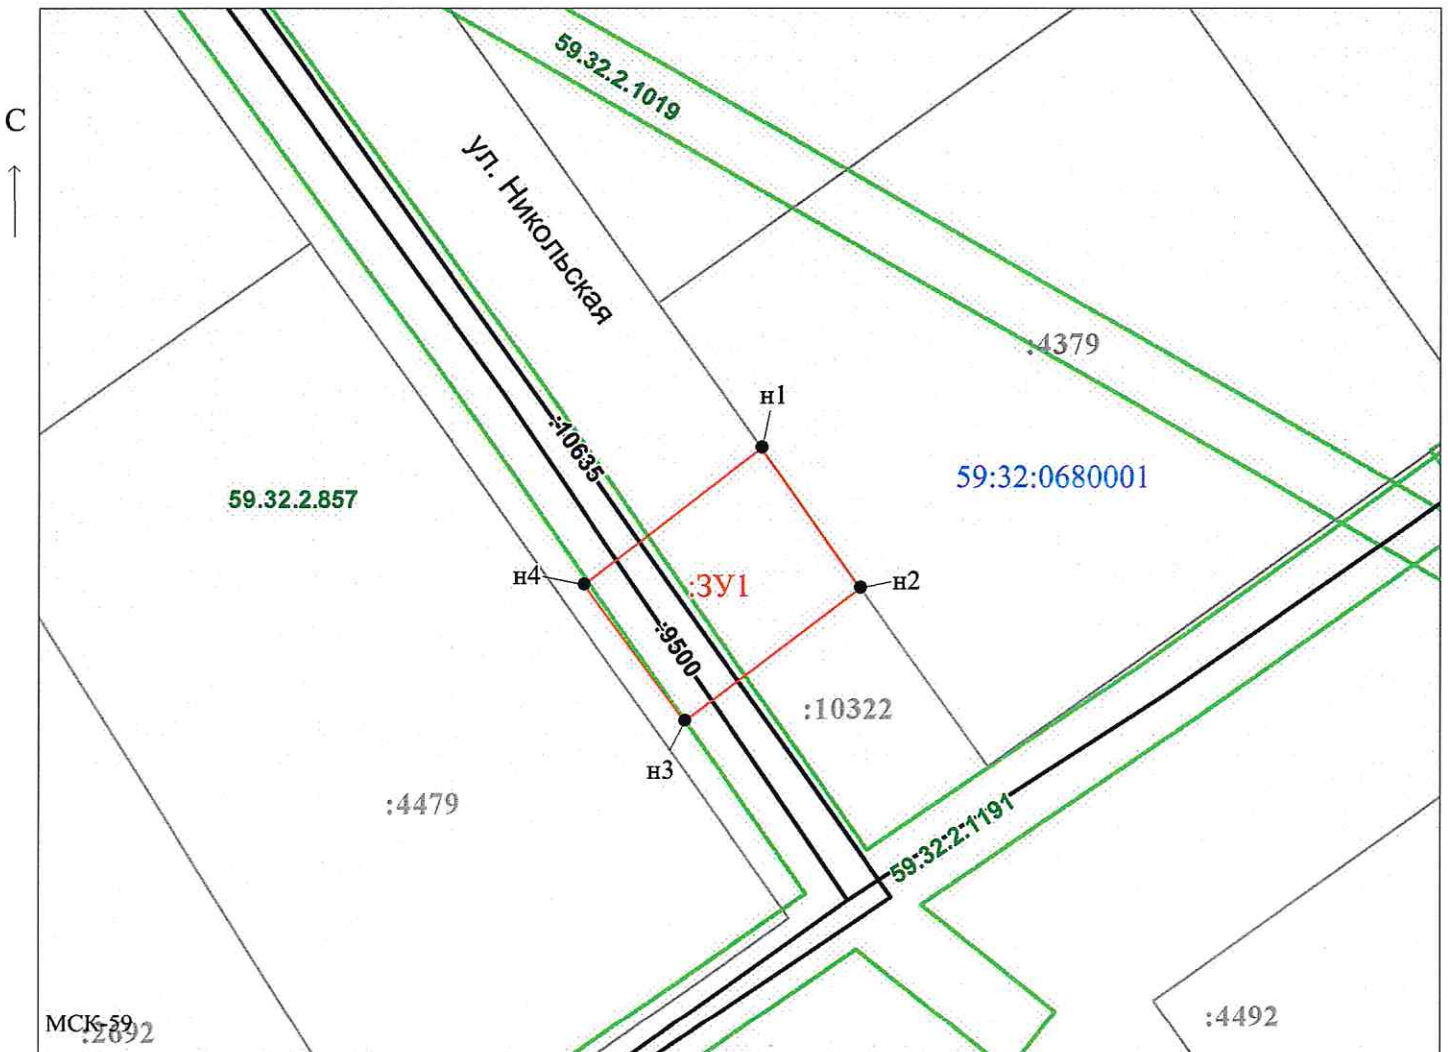 59.32.2.1019
С
ул. Никольская
:4379
н1
:10635
59:32:0680001
59.32.2.857
н4
:ЗУ1
н2
:9500
:10322
н3
:4479
59.32.2.1191
:4492
МСК-59
:2692